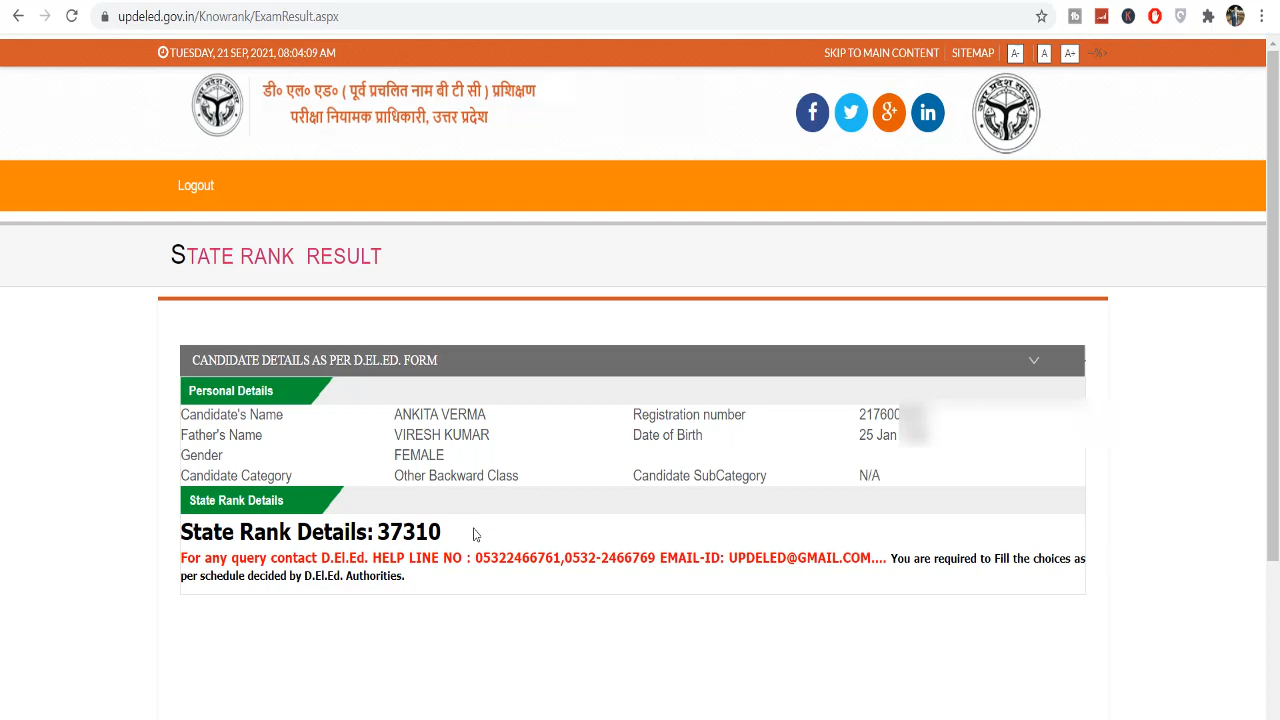 updeled.gov.in/Knowrank/ExamResult.aspx
TUESDAY, 21 SEP, 2021, 08:04:09 AM SKIP TO MAIN CONTENT SITEMAP A- A A+ --%>
डी० एल० एड० ( पूर्व प्रचलित नाम बी टी सी ) प्रशिक्षण
परीक्षा नियामक प्राधिकारी, उत्तर प्रदेश
Logout
STATE RANK RESULT
CANDIDATE DETAILS AS PER D.EL.ED. FORM
Personal Details
Candidate's Name ANKITA VERMA Registration number 217600
Father's Name VIRESH KUMAR Date of Birth 25 Jan
Gender FEMALE
Candidate Category Other Backward Class Candidate SubCategory N/A
State Rank Details
State Rank Details: 37310
For any query contact D.El.Ed. HELP LINE NO : 05322466761,0532-2466769 EMAIL-ID: UPDELED@GMAIL.COM.... You are required to Fill the choices as
per schedule decided by D.El.Ed. Authorities.